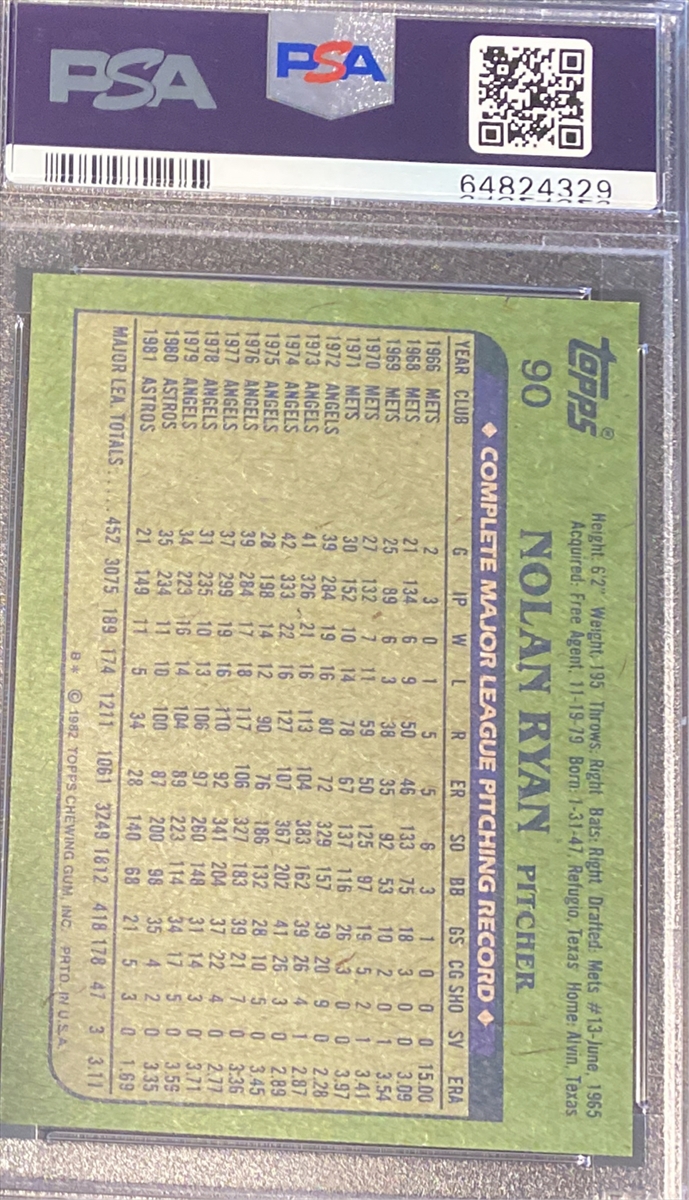 PSA
PSA
64824329
TOPPS®
90
NOLAN RYAN PITCHER
Height: 6'2" Weight: 195 Throws: Right Bats: Right Drafted: Mets #13-June, 1965
Acquired: Free Agent, 11-19-79 Born: 1-31-47, Refugio, Texas Home: Alvin, Texas
◆ COMPLETE MAJOR LEAGUE PITCHING RECORD ◆
YEAR CLUB G IP W L R ER SO BB GS CG SHO SV ERA
1966 METS 2 3 0 1 5 5 6 3 1 0 0 0 15.00
1968 METS 21 134 6 9 50 46 133 75 18 3 0 0 3.09
1969 METS 25 89 6 3 38 35 92 53 10 2 0 1 3.54
1970 METS 27 132 7 11 59 50 125 97 19 5 2 1 3.41
1971 METS 30 152 10 14 78 67 137 116 26 3 0 0 3.97
1972 ANGELS 39 284 19 16 80 72 329 157 39 20 9 0 2.28
1973 ANGELS 41 326 21 16 113 104 383 162 39 26 4 1 2.87
1974 ANGELS 42 333 22 16 127 107 367 202 41 26 3 0 2.89
1975 ANGELS 28 198 14 12 90 76 186 132 28 10 5 0 3.45
1976 ANGELS 39 284 17 18 117 106 327 183 39 21 7 0 3.36
1977 ANGELS 37 299 19 16 110 92 341 204 37 22 4 0 2.77
1978 ANGELS 31 235 10 13 106 97 260 148 31 14 3 0 3.71
1979 ANGELS 34 223 16 14 104 89 223 114 34 17 5 0 3.59
1980 ASTROS 35 234 11 10 100 87 200 98 35 4 2 0 3.35
1981 ASTROS 21 149 11 5 34 28 140 68 21 5 3 0 1.69
MAJOR LEA. TOTALS..... 452 3075 189 174 1211 1061 3249 1812 418 178 47 3 3.11
B* © 1982 TOPPS CHEWING GUM, INC. PRTD. IN U.S.A.